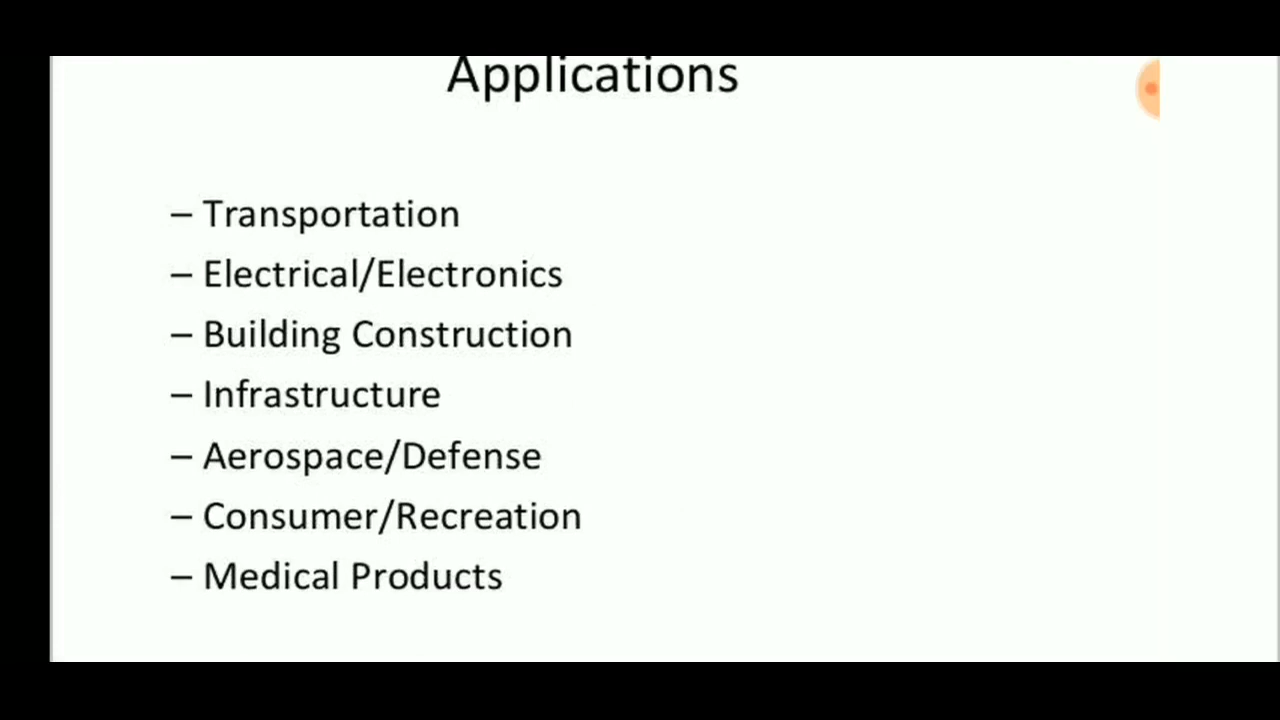 Applications
– Transportation
– Electrical/Electronics
– Building Construction
– Infrastructure
– Aerospace/Defense
– Consumer/Recreation
– Medical Products